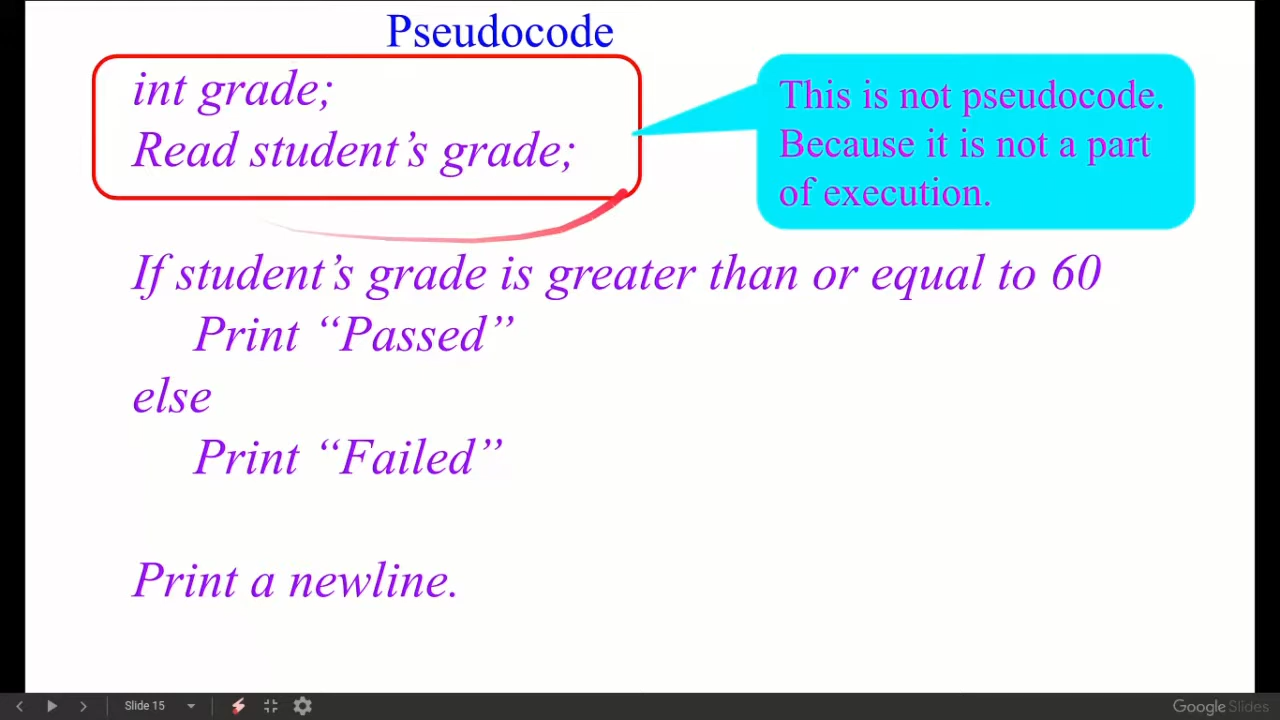 Pseudocode
int grade;
Read student’s grade;
This is not pseudocode.
Because it is not a part
of execution.
If student’s grade is greater than or equal to 60
Print “Passed”
else
Print “Failed”
Print a newline.
Slide 15
Google Slides